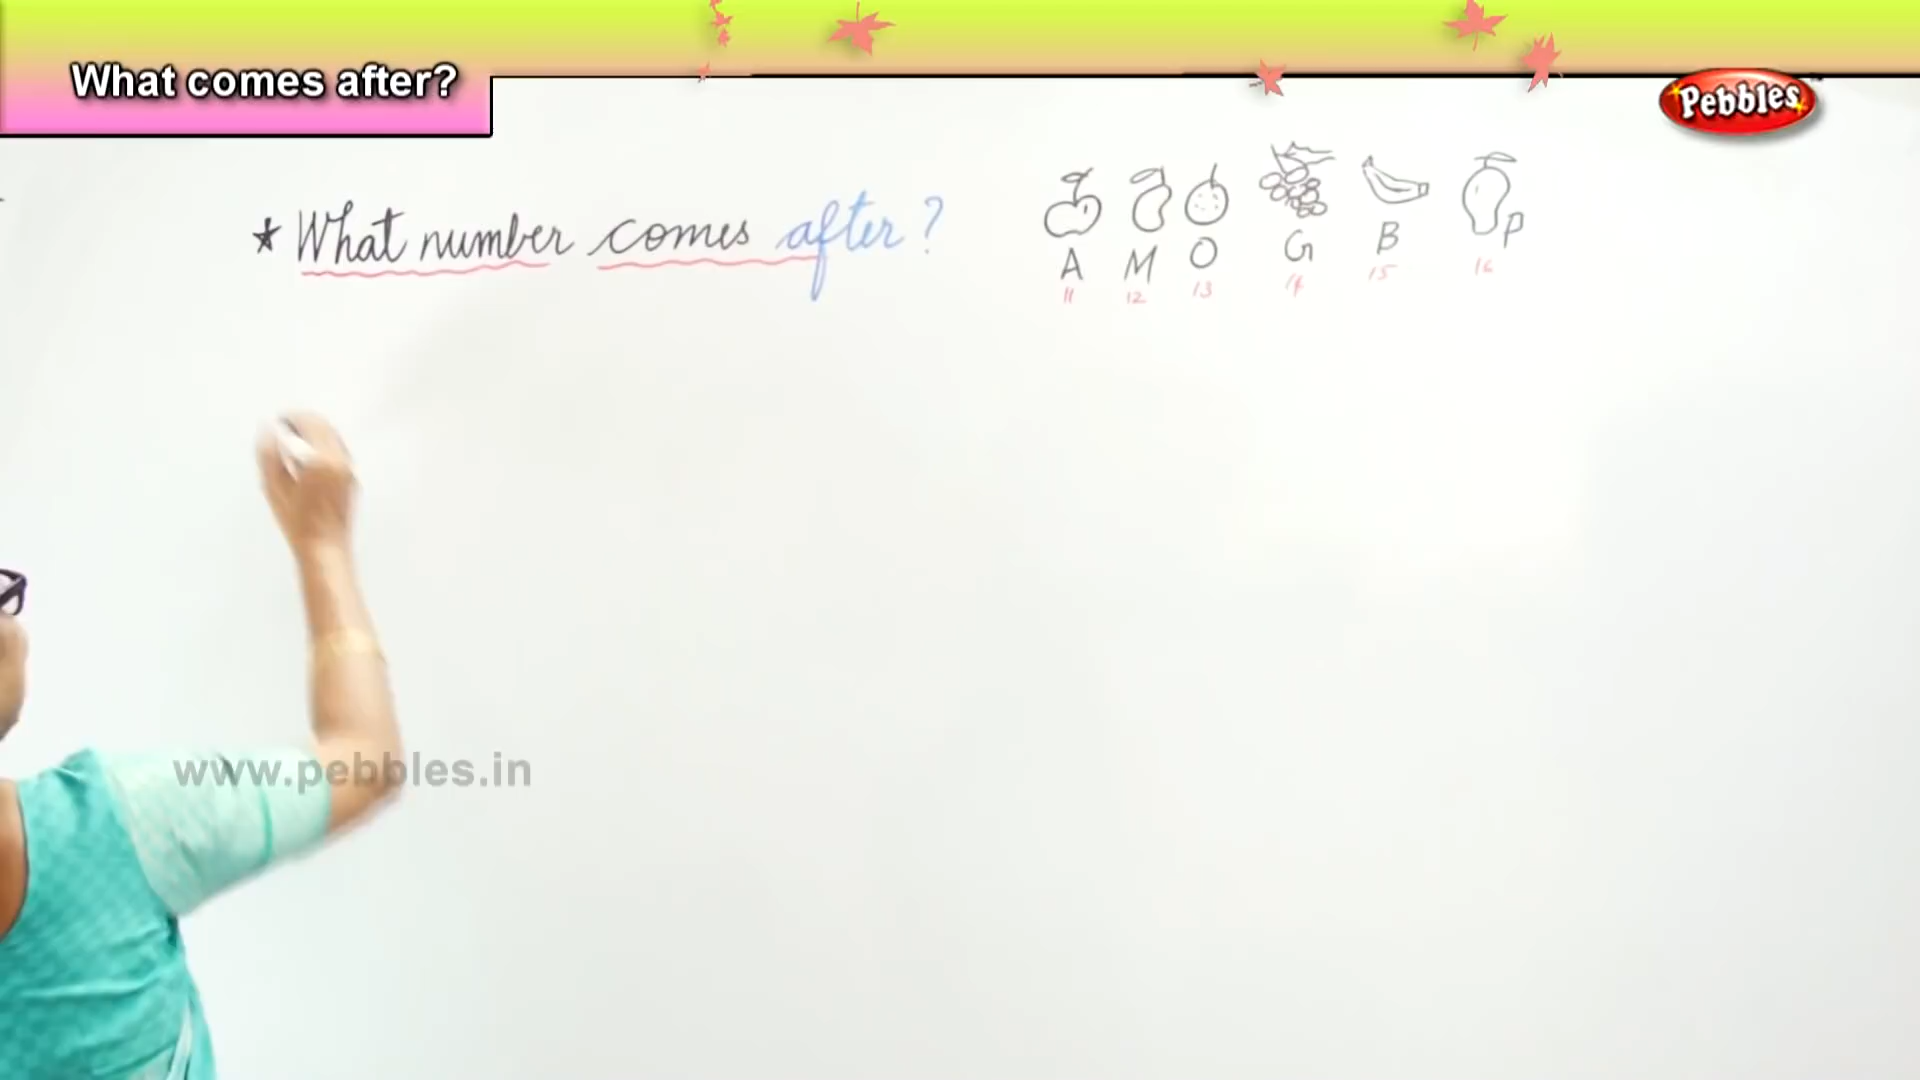 What comes after?
Pebbles
* What number comes after?
A M O G B P
11 12 13 14 15 16
www.pebbles.in